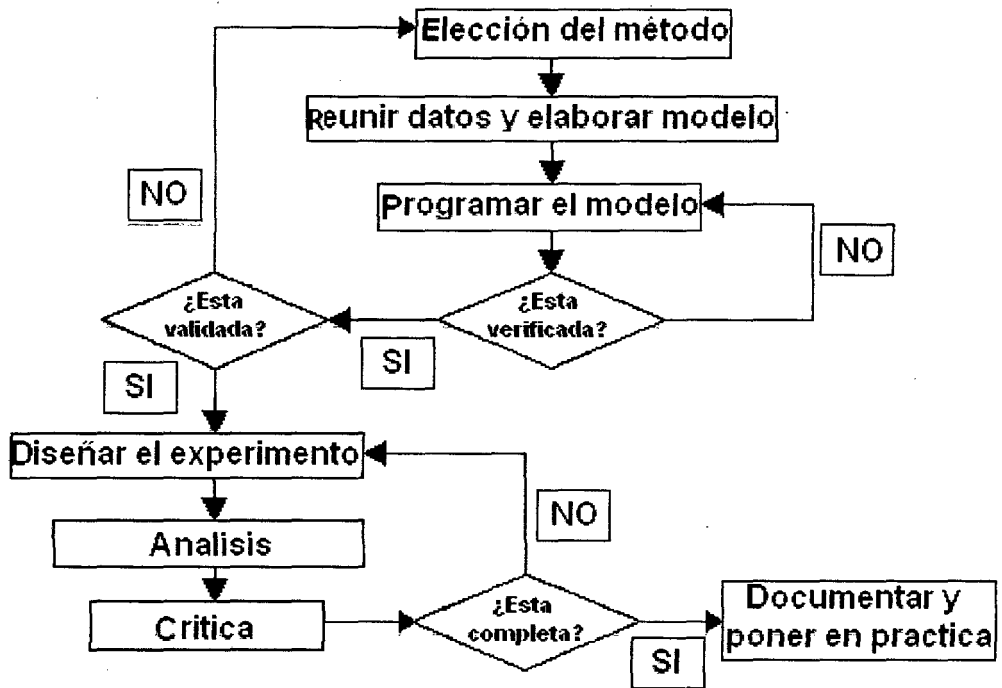 Elección del método
Reunir datos y elaborar modelo
Programar el modelo
NO
NO
¿Esta
verificada?
¿Esta
validada?
SI
SI
Diseñar el experimento
Analisis
Critica
NO
¿Esta
completa?
SI
Documentar y
poner en practica